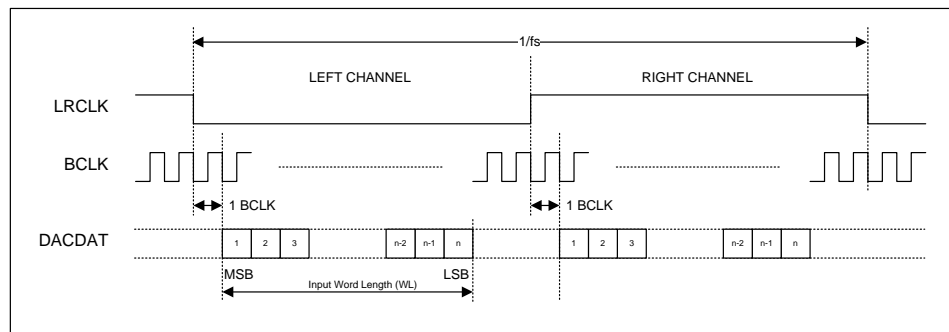 1/fs
LEFT CHANNEL
RIGHT CHANNEL
LRCLK
BCLK
1 BCLK
1 BCLK
DACDAT
1 2 3 n-2 n-1 n 1 2 3 n-2 n-1 n
MSB
LSB
Input Word Length (WL)